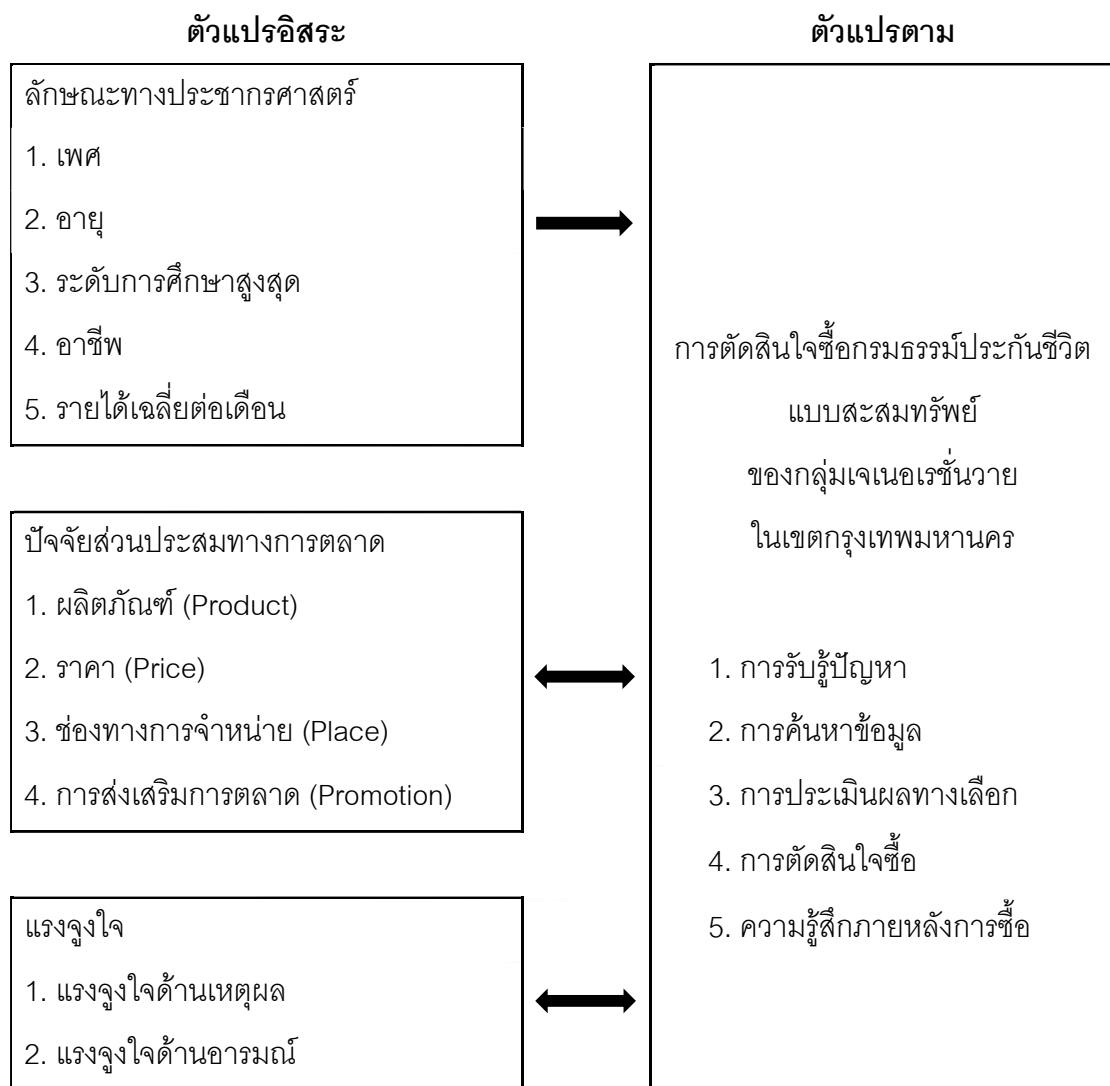 ตัวแปรอิสระ
ตัวแปรตาม
ลักษณะทางประชากรศาสตร์
1. เพศ
2. อายุ
3. ระดับการศึกษาสูงสุด
4. อาชีพ
5. รายได้เฉลี่ยต่อเดือน
ปัจจัยส่วนประสมทางการตลาด
1. ผลิตภัณฑ์ (Product)
2. ราคา (Price)
3. ช่องทางการจำหน่าย (Place)
4. การส่งเสริมการตลาด (Promotion)
แรงจูงใจ
1. แรงจูงใจด้านเหตุผล
2. แรงจูงใจด้านอารมณ์
การตัดสินใจซื้อกรมธรรม์ประกันชีวิต
แบบสะสมทรัพย์
ของกลุ่มเจเนอเรชั่นวาย
ในเขตกรุงเทพมหานคร
1. การรับรู้ปัญหา
2. การค้นหาข้อมูล
3. การประเมินผลทางเลือก
4. การตัดสินใจซื้อ
5. ความรู้สึกภายหลังการซื้อ